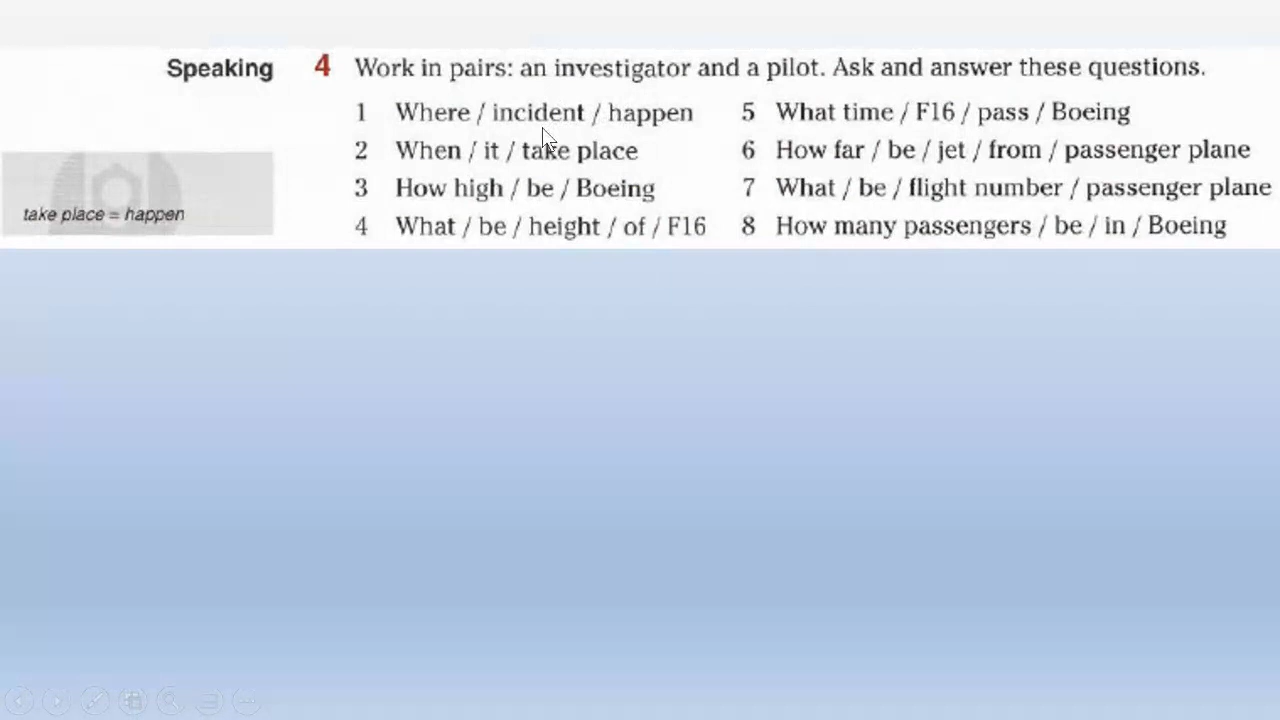 Speaking 4 Work in pairs: an investigator and a pilot. Ask and answer these questions.
1 Where / incident / happen
2 When / it / take place
3 How high / be / Boeing
4 What / be / height / of / F16
5 What time / F16 / pass / Boeing
6 How far / be / jet / from / passenger plane
7 What / be / flight number / passenger plane
8 How many passengers / be / in / Boeing
take place = happen